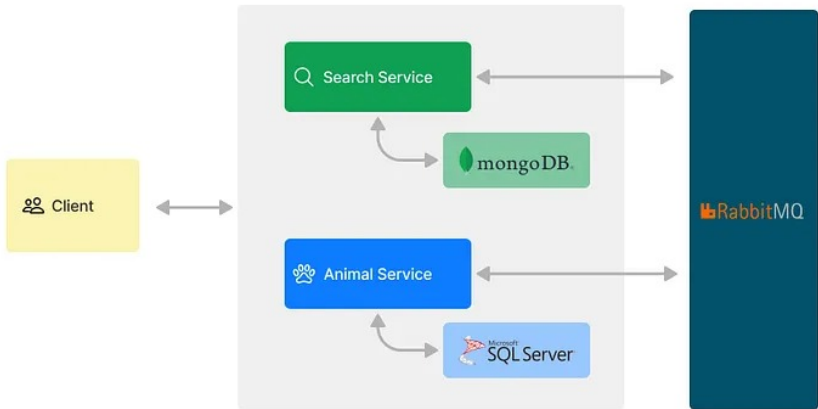 Search Service
mongoDB.
Client
RabbitMQ
Animal Service
Microsoft
SQL Server